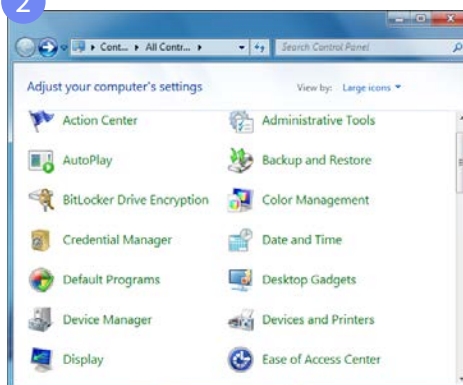 2
Cont... All Contr...
Search Control Panel
Adjust your computer's settings
View by: Large icons
Action Center
Administrative Tools
AutoPlay
Backup and Restore
BitLocker Drive Encryption
Color Management
Credential Manager
Date and Time
Default Programs
Desktop Gadgets
Device Manager
Devices and Printers
Display
Ease of Access Center